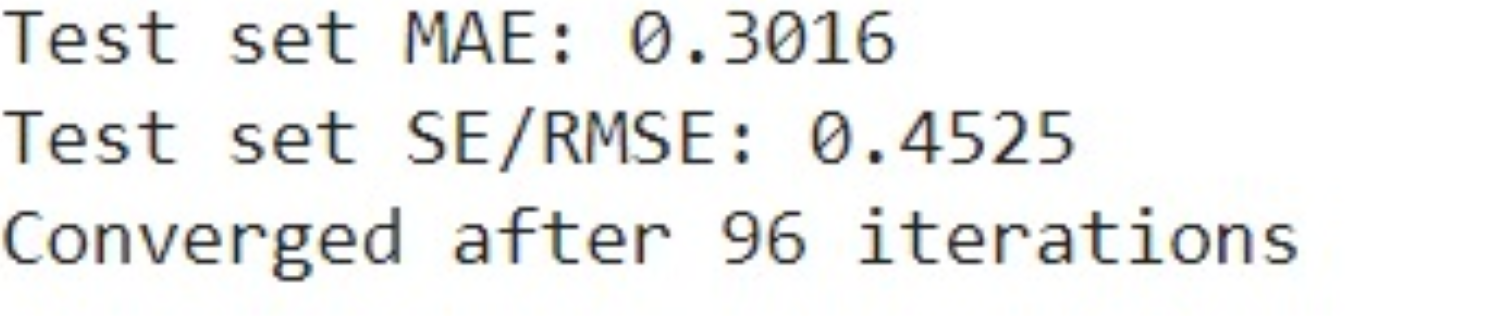 Test set MAE: 0.3016
Test set SE/RMSE: 0.4525
Converged after 96 iterations